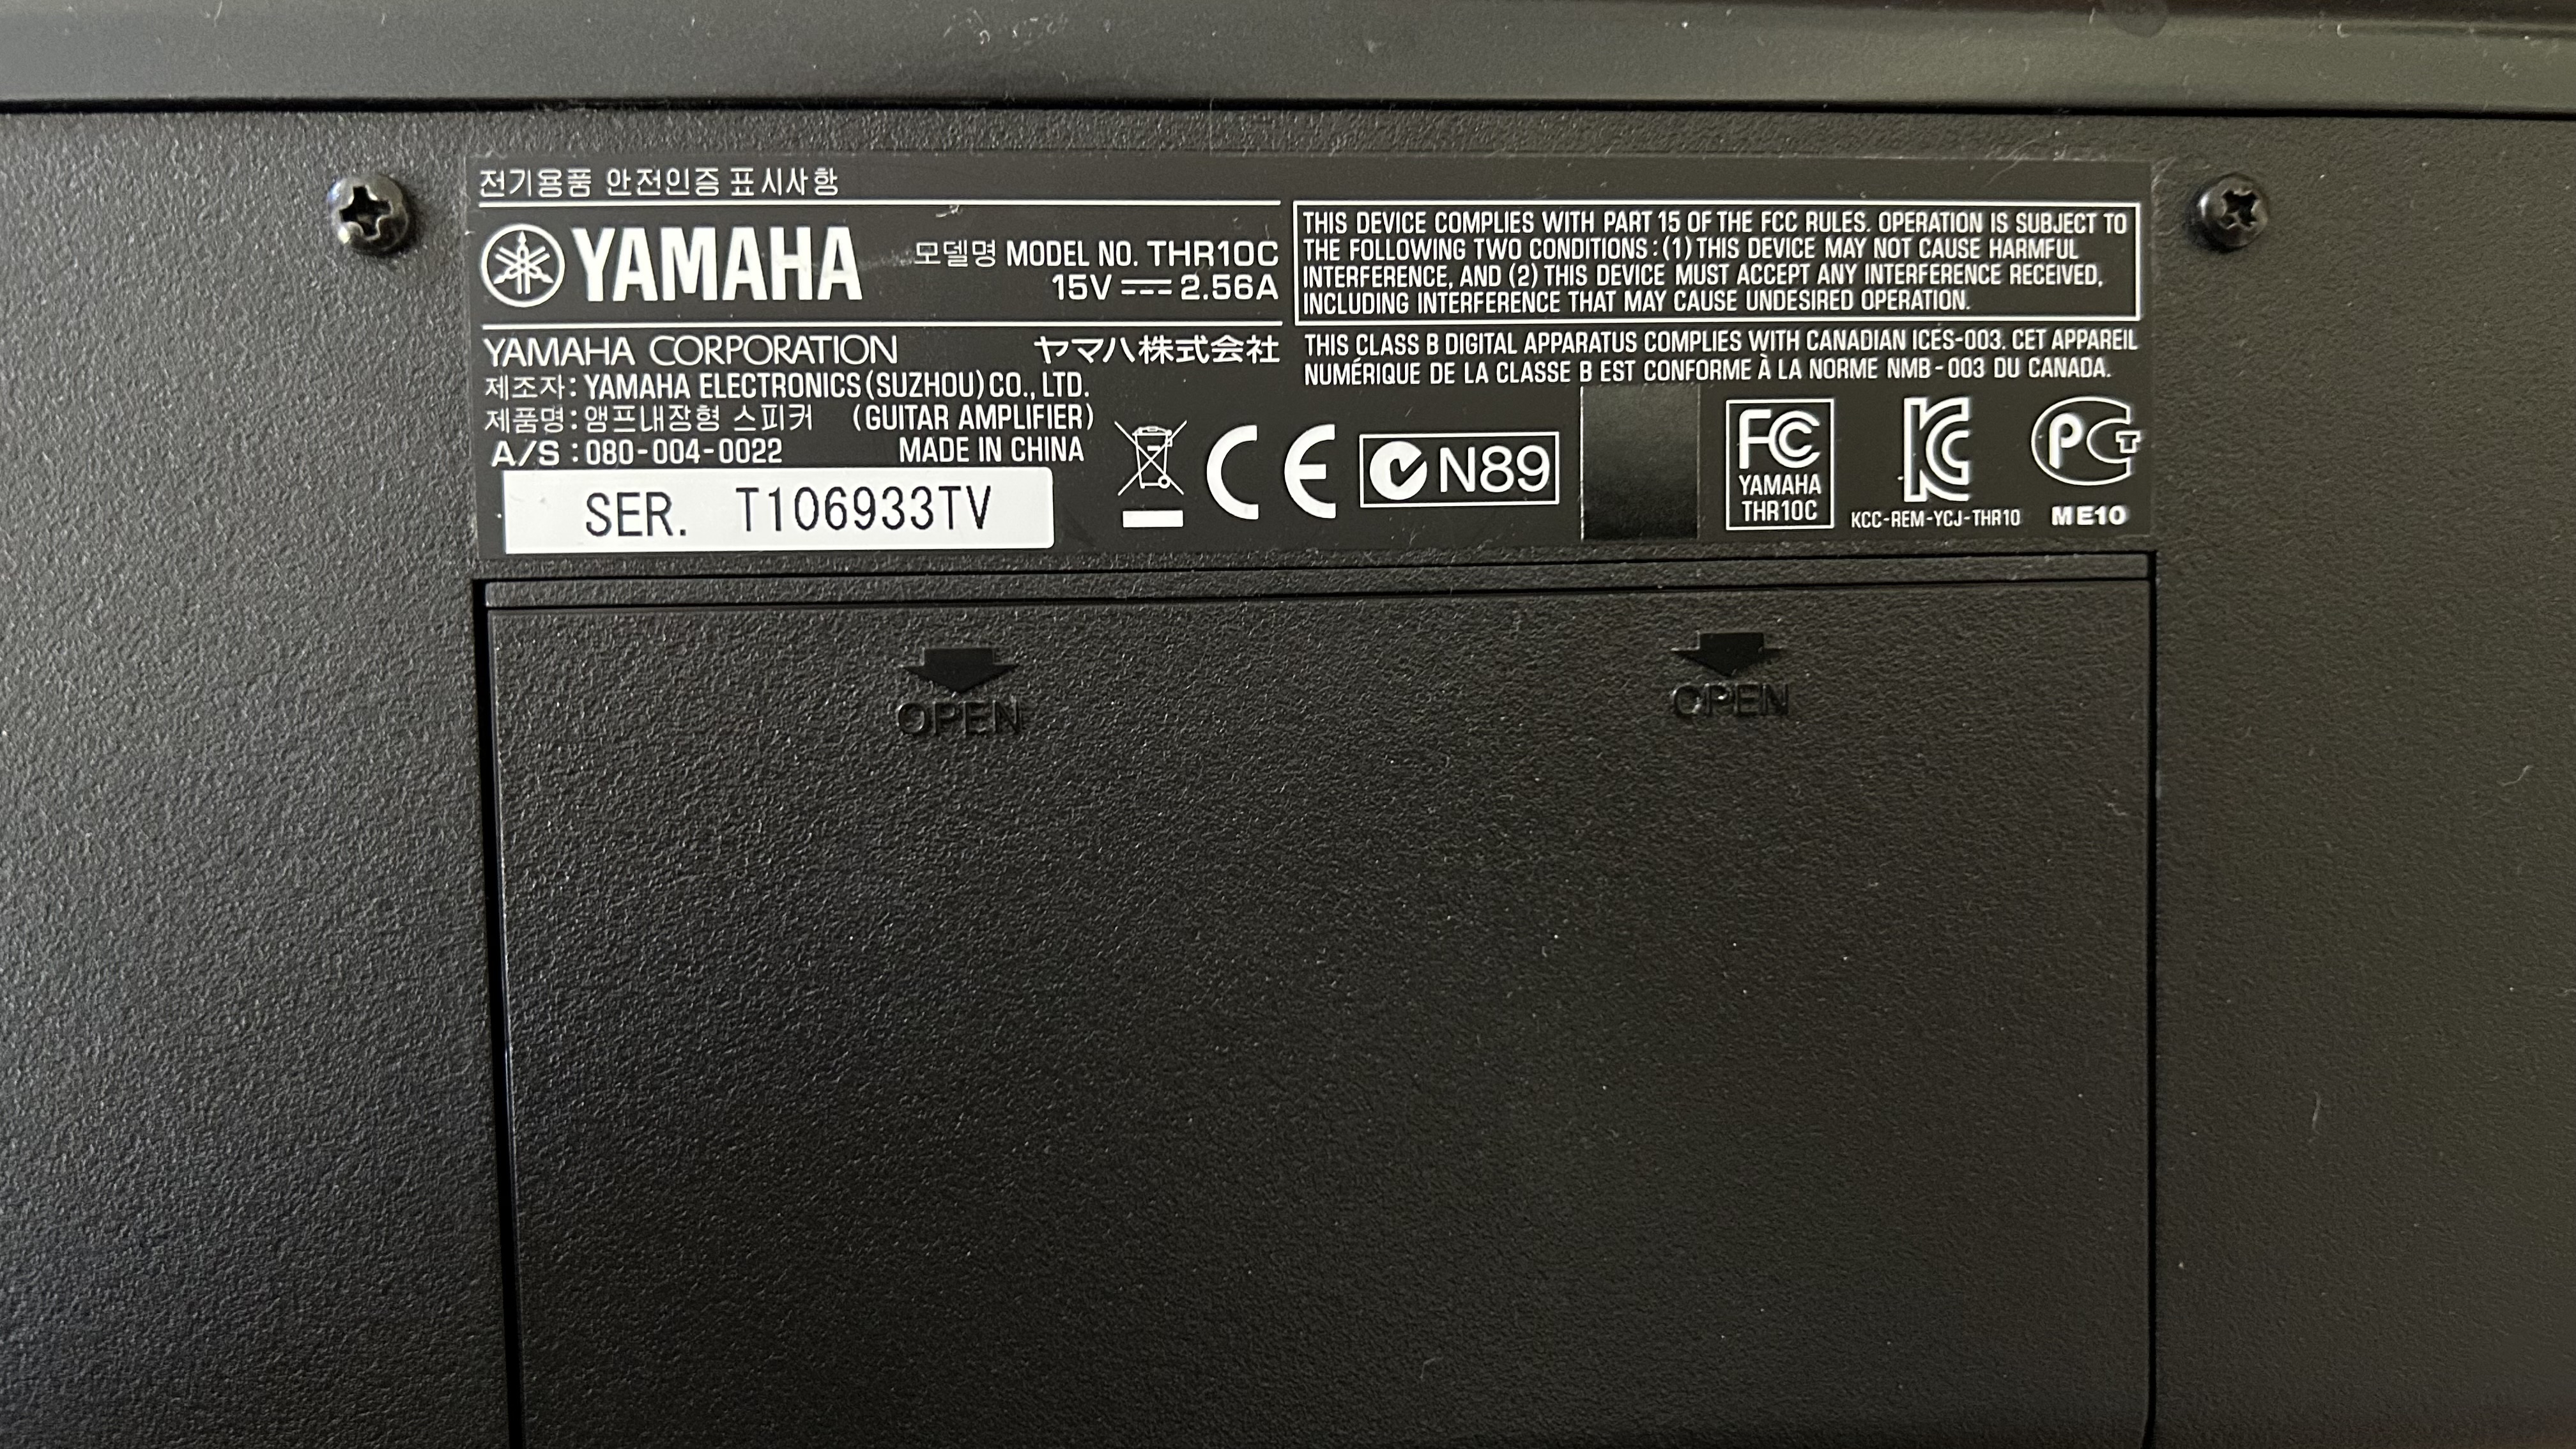 전기용품 안전인증 표시사항
YAMAHA
모델명 MODEL NO. THR10C
15V 2.56A
YAMAHA CORPORATION ヤマハ株式会社
제조자: YAMAHA ELECTRONICS (SUZHOU) CO., LTD.
제품명: 앰프내장형 스피커 (GUITAR AMPLIFIER)
A/S : 080-004-0022 MADE IN CHINA
SER. T106933TV
THIS DEVICE COMPLIES WITH PART 15 OF THE FCC RULES. OPERATION IS SUBJECT TO
THE FOLLOWING TWO CONDITIONS : (1) THIS DEVICE MAY NOT CAUSE HARMFUL
INTERFERENCE, AND (2) THIS DEVICE MUST ACCEPT ANY INTERFERENCE RECEIVED,
INCLUDING INTERFERENCE THAT MAY CAUSE UNDESIRED OPERATION.
THIS CLASS B DIGITAL APPARATUS COMPLIES WITH CANADIAN ICES-003. CET APPAREIL
NUMÉRIQUE DE LA CLASSE B EST CONFORME À LA NORME NMB-003 DU CANADA.
CE
N89
FC
YAMAHA
THR10C
KC
KCC-REM-YCJ-THR10
PCT
ME10
OPEN
OPEN